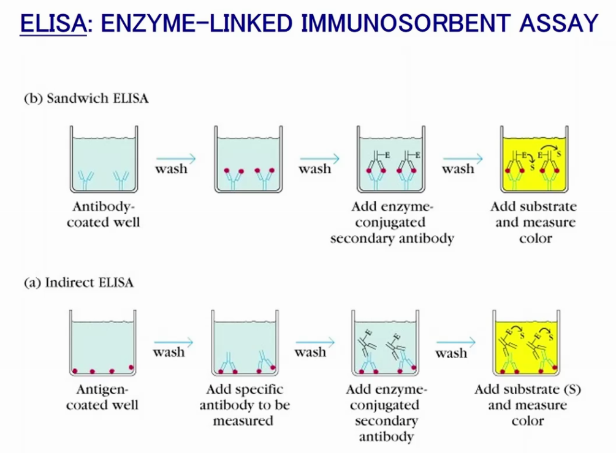 ELISA: ENZYME-LINKED IMMUNOSORBENT ASSAY
(b) Sandwich ELISA
E
E
E
S
E
S
wash
wash
wash
Antibody-
coated well
Add enzyme-
conjugated
secondary antibody
Add substrate
and measure
color
(a) Indirect ELISA
E
E
E
S
E
S
wash
wash
wash
Antigen-
coated well
Add specific
antibody to be
measured
Add enzyme-
conjugated
secondary
antibody
Add substrate (S)
and measure
color